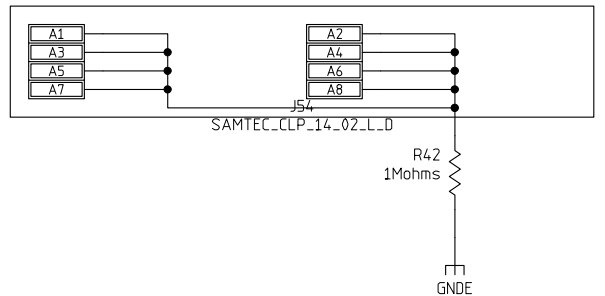 A1 A2
A3 A4
A5 A6
A7 A8
J54
SAMTEC_CLP_14_02_L_D
R42
1Mohms
GNDE